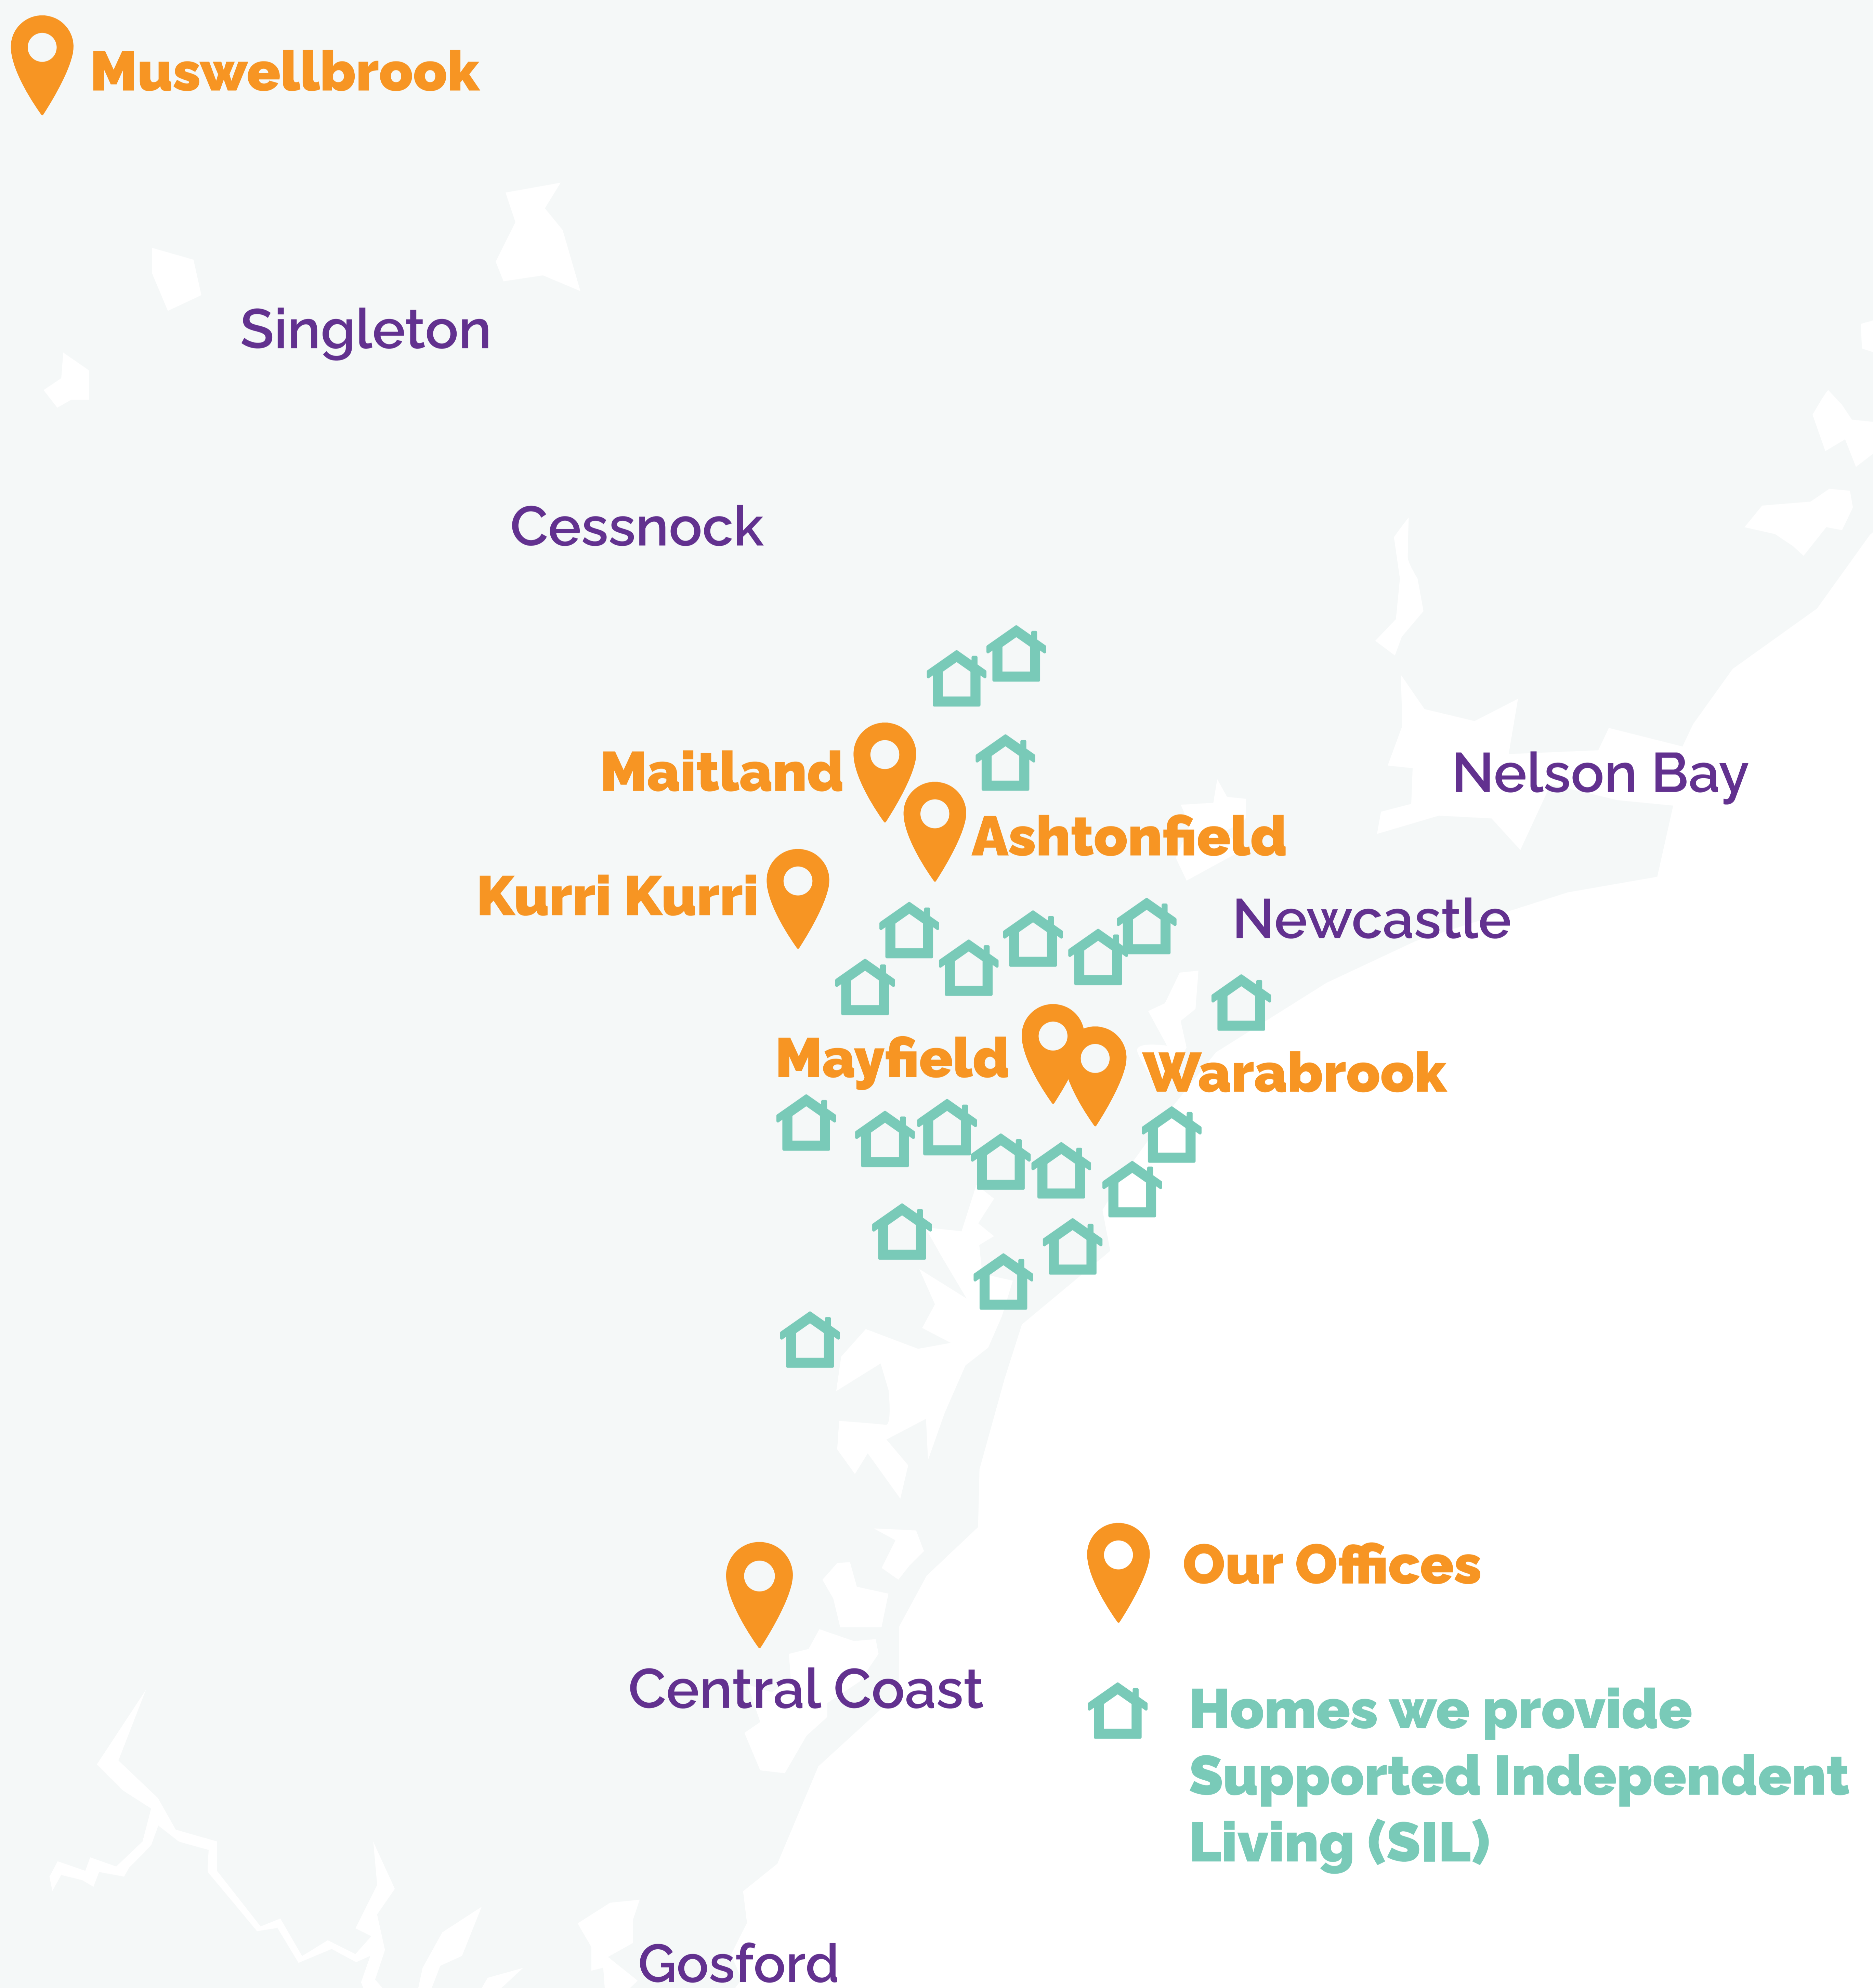 Muswellbrook
Singleton
Cessnock
Maitland
Nelson Bay
Ashtonfield
Kurri Kurri
Newcastle
Mayfield
Warabrook
Our Offices
Central Coast
Homes we provide
Supported Independent
Living (SIL)
Gosford